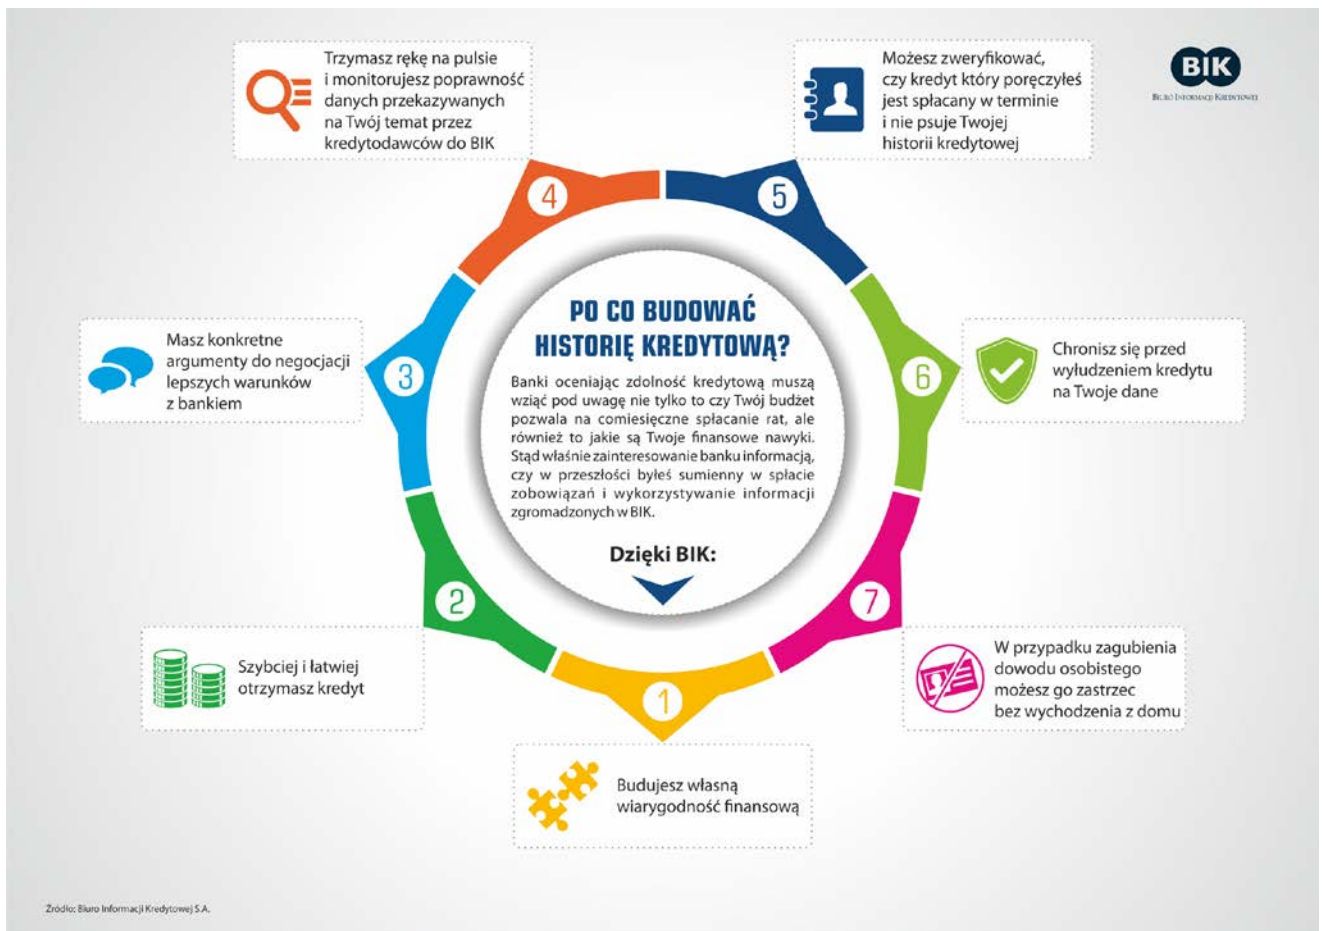 Trzymasz rękę na pulsie
i monitorujesz poprawność
danych przekazywanych
na Twój temat przez
kredytodawców do BIK
Możesz zweryfikować,
czy kredyt który poręczyłeś
jest spłacany w terminie
i nie psuje Twojej
historii kredytowej
BIK
Biuro Informacji Kredytowej
4
5
PO CO BUDOWAĆ
HISTORIĘ KREDYTOWĄ?
Banki oceniając zdolność kredytową muszą
wziąć pod uwagę nie tylko to czy Twój budżet
pozwala na comiesięczne spłacanie rat, ale
również to jakie są Twoje finansowe nawyki.
Stąd właśnie zainteresowanie banku informacją,
czy w przeszłości byłeś sumienny w spłacie
zobowiązań i wykorzystywanie informacji
zgromadzonych w BIK.
Dzięki BIK:
Masz konkretne
argumenty do negocjacji
lepszych warunków
z bankiem
3
6
Chronisz się przed
wyłudzeniem kredytu
na Twoje dane
2
7
Szybciej i łatwiej
otrzymasz kredyt
W przypadku zagubienia
dowodu osobistego
możesz go zastrzec
bez wychodzenia z domu
1
Budujesz własną
wiarygodność finansową
Źródło: Biuro Informacji Kredytowej S.A.